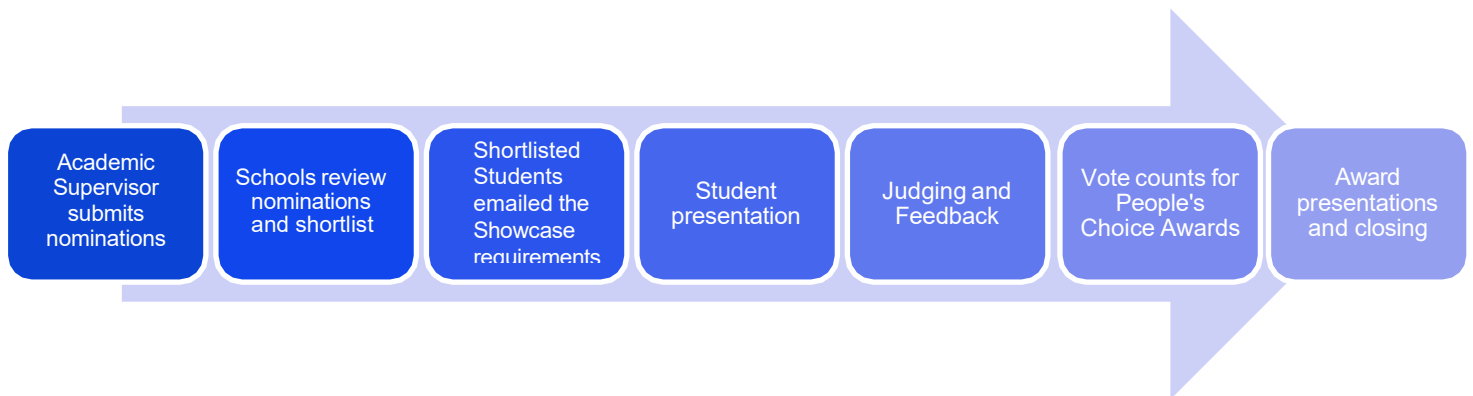 Academic
Supervisor
submits
nominations
Schools review
nominations
and shortlist
Shortlisted
Students
emailed the
Showcase
requirements
Student
presentation
Judging and
Feedback
Vote counts for
People's
Choice Awards
Award
presentations
and closing